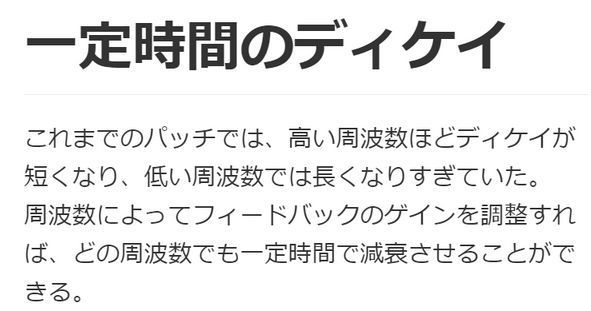 一定時間のディケイ
これまでのパッチでは、高い周波数ほどディケイが
短くなり、低い周波数では長くなりすぎていた。
周波数によってフィードバックのゲインを調整すれ
ば、どの周波数でも一定時間で減衰させることがで
きる。